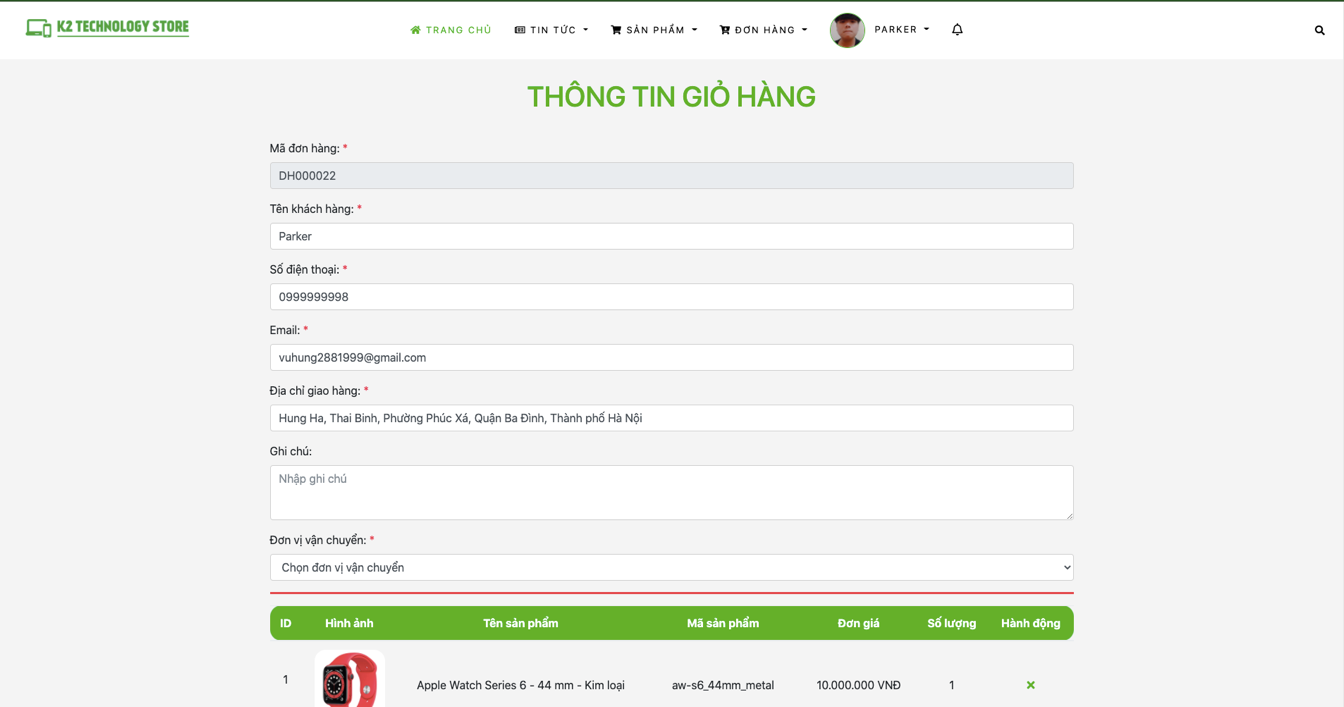 K2 TECHNOLOGY STORE
TRANG CHỦ
TIN TỨC
SẢN PHẨM
ĐƠN HÀNG
PARKER
THÔNG TIN GIỎ HÀNG
Mã đơn hàng: *
DH000022
Tên khách hàng: *
Parker
Số điện thoại: *
0999999998
Email: *
vuhung2881999@gmail.com
Địa chỉ giao hàng: *
Hung Ha, Thai Binh, Phường Phúc Xá, Quận Ba Đình, Thành phố Hà Nội
Ghi chú:
Nhập ghi chú
Đơn vị vận chuyển: *
Chọn đơn vị vận chuyển
ID Hình ảnh Tên sản phẩm Mã sản phẩm Đơn giá Số lượng Hành động
1 Apple Watch Series 6 - 44 mm - Kim loại aw-s6_44mm_metal 10.000.000 VNĐ 1